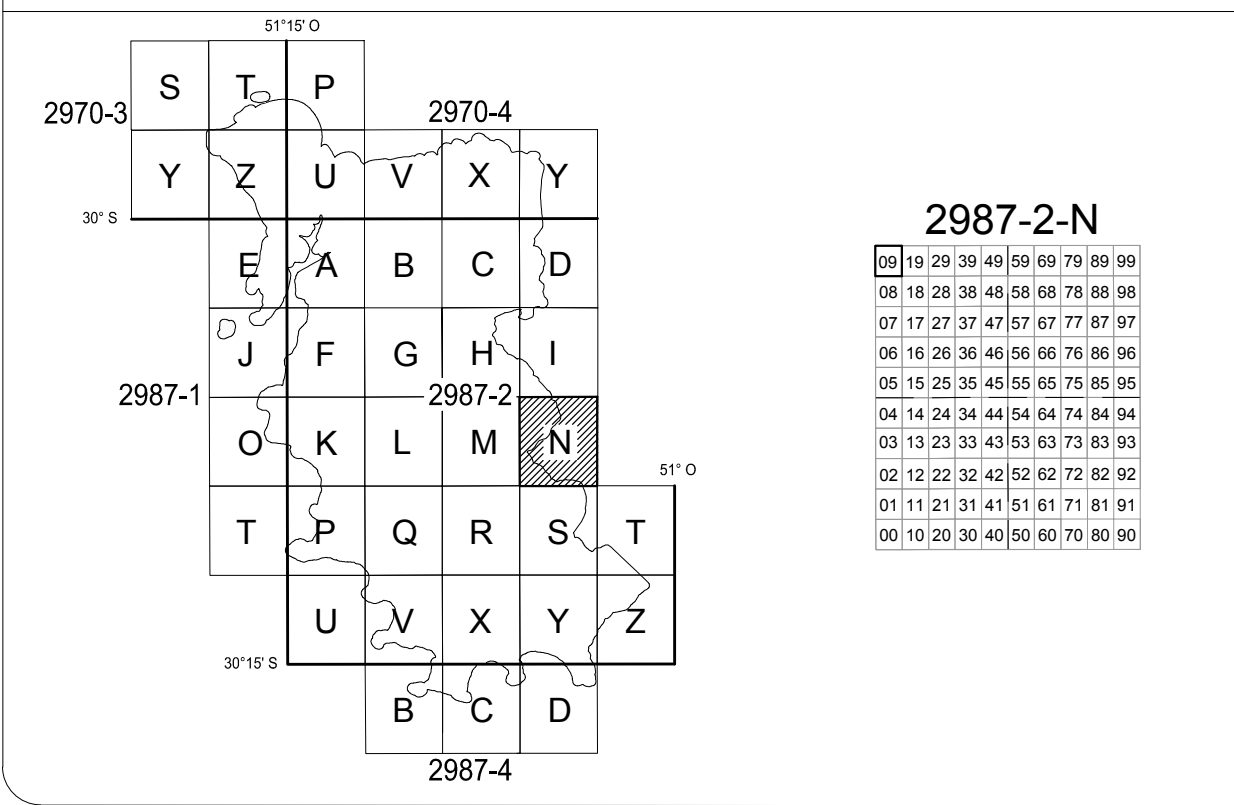 51°15' O
S T P
2970-3 2970-4
Y Z U V X Y
30° S
E A B C D
J F G H I
2987-1 2987-2
O K L M N
51° O
T P Q R S T
U V X Y Z
30°15' S
B C D
2987-4
2987-2-N
09 19 29 39 49 59 69 79 89 99
08 18 28 38 48 58 68 78 88 98
07 17 27 37 47 57 67 77 87 97
06 16 26 36 46 56 66 76 86 96
05 15 25 35 45 55 65 75 85 95
04 14 24 34 44 54 64 74 84 94
03 13 23 33 43 53 63 73 83 93
02 12 22 32 42 52 62 72 82 92
01 11 21 31 41 51 61 71 81 91
00 10 20 30 40 50 60 70 80 90